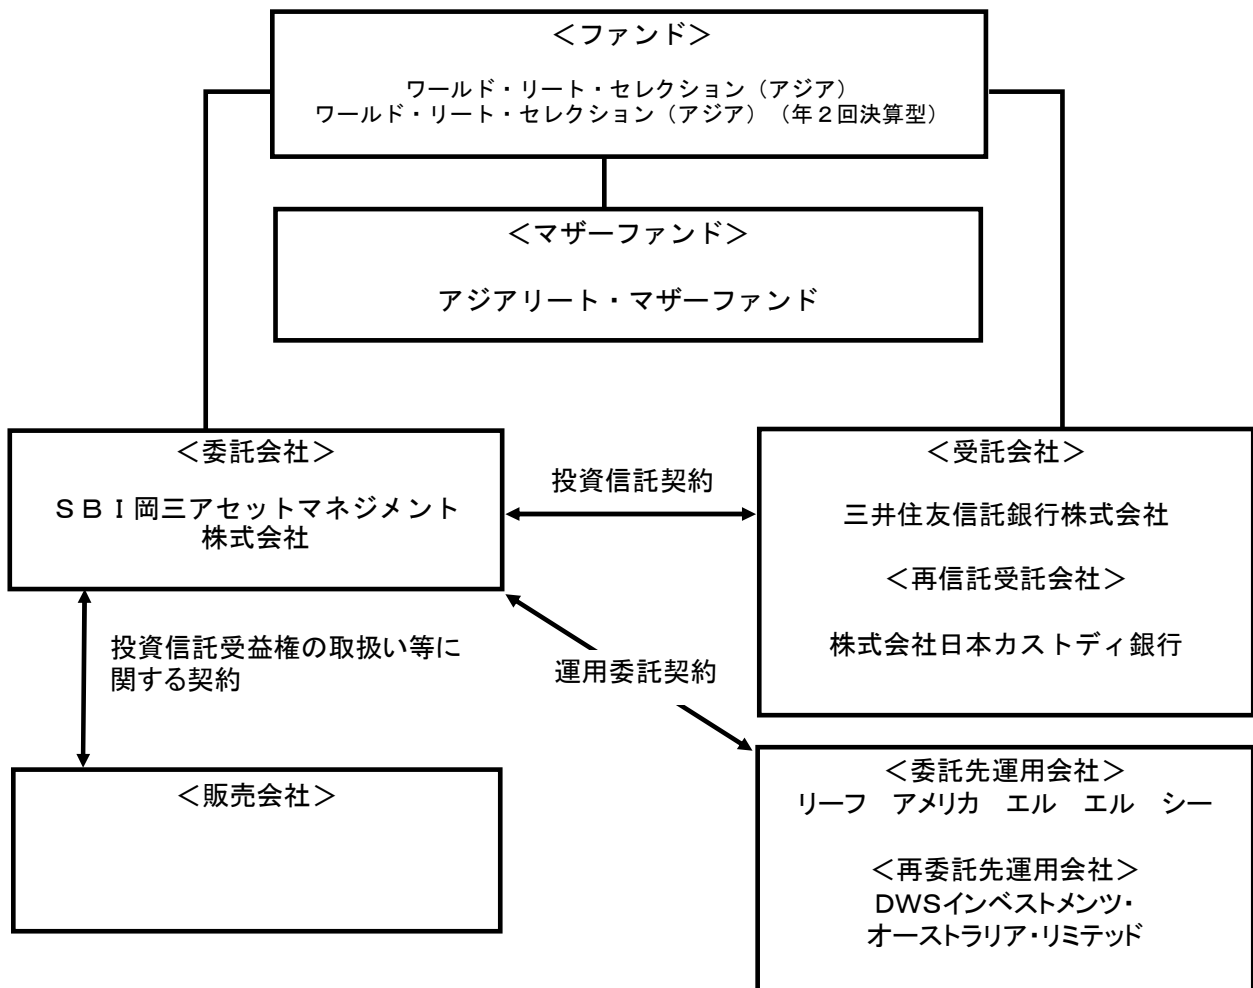 ＜ファンド＞
ワールド・リート・セレクション（アジア）
ワールド・リート・セレクション（アジア）（年２回決算型）
＜マザーファンド＞
アジアリート・マザーファンド
＜委託会社＞
ＳＢＩ岡三アセットマネジメント
株式会社
投資信託契約
＜受託会社＞
三井住友信託銀行株式会社
＜再信託受託会社＞
株式会社日本カストディ銀行
投資信託受益権の取扱い等に
関する契約
運用委託契約
＜販売会社＞
＜委託先運用会社＞
リーフ　アメリカ　エル　エル　シー
＜再委託先運用会社＞
DWSインベストメンツ・
オーストラリア・リミテッド